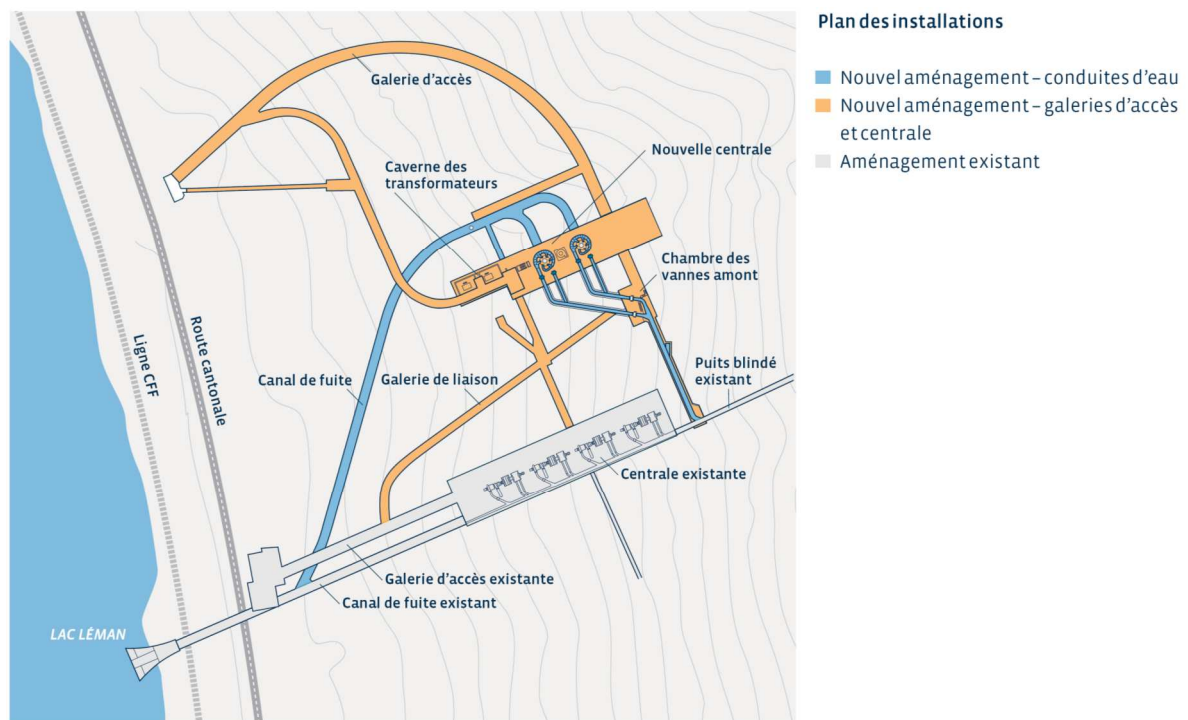 Plan des installations
Nouvel aménagement – conduites d'eau
Nouvel aménagement – galeries d'accès
et centrale
Aménagement existant
Galerie d'accès
Nouvelle centrale
Caverne des
transformateurs
Chambre des
vannes amont
Ligne CFF
Route cantonale
Puits blindé
existant
Canal de fuite
Galerie de liaison
Centrale existante
Galerie d'accès existante
Canal de fuite existant
LAC LÉMAN